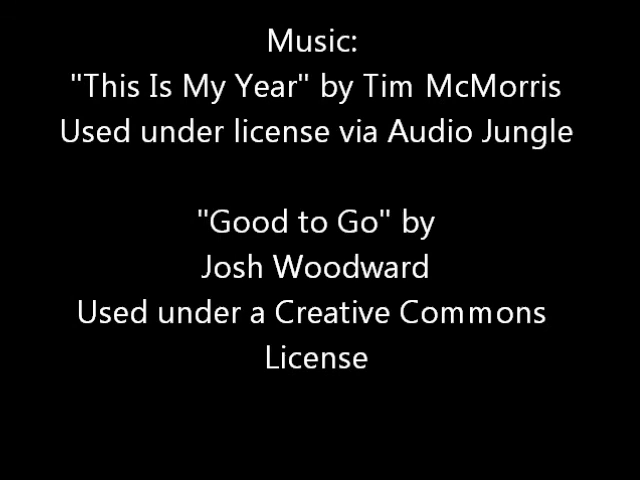 Music:
"This Is My Year" by Tim McMorris
Used under license via Audio Jungle
"Good to Go" by
Josh Woodward
Used under a Creative Commons
License